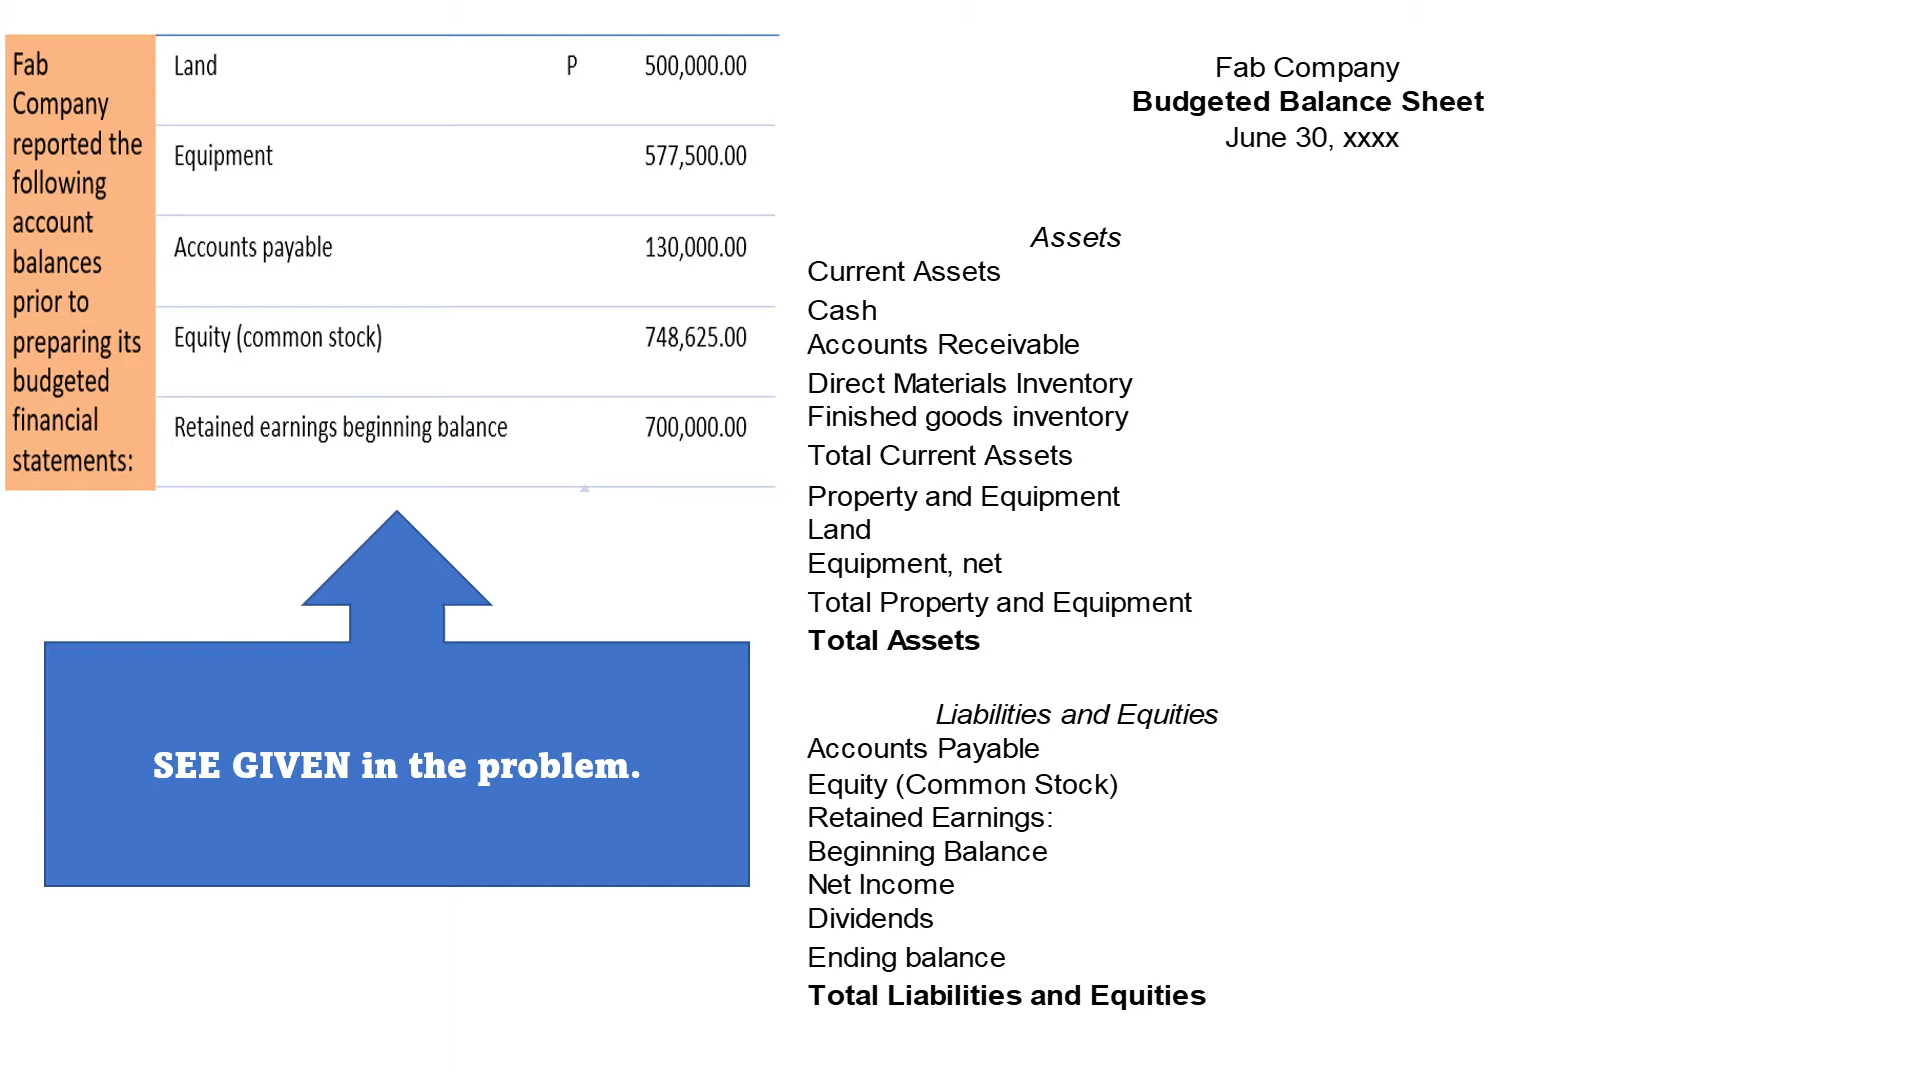 Fab
Company
reported the
following
account
balances
prior to
preparing its
budgeted
financial
statements:
Land P 500,000.00
Equipment 577,500.00
Accounts payable 130,000.00
Equity (common stock) 748,625.00
Retained earnings beginning balance 700,000.00
SEE GIVEN in the problem.
Fab Company
Budgeted Balance Sheet
June 30, xxxx
Assets
Current Assets
Cash
Accounts Receivable
Direct Materials Inventory
Finished goods inventory
Total Current Assets
Property and Equipment
Land
Equipment, net
Total Property and Equipment
Total Assets
Liabilities and Equities
Accounts Payable
Equity (Common Stock)
Retained Earnings:
Beginning Balance
Net Income
Dividends
Ending balance
Total Liabilities and Equities